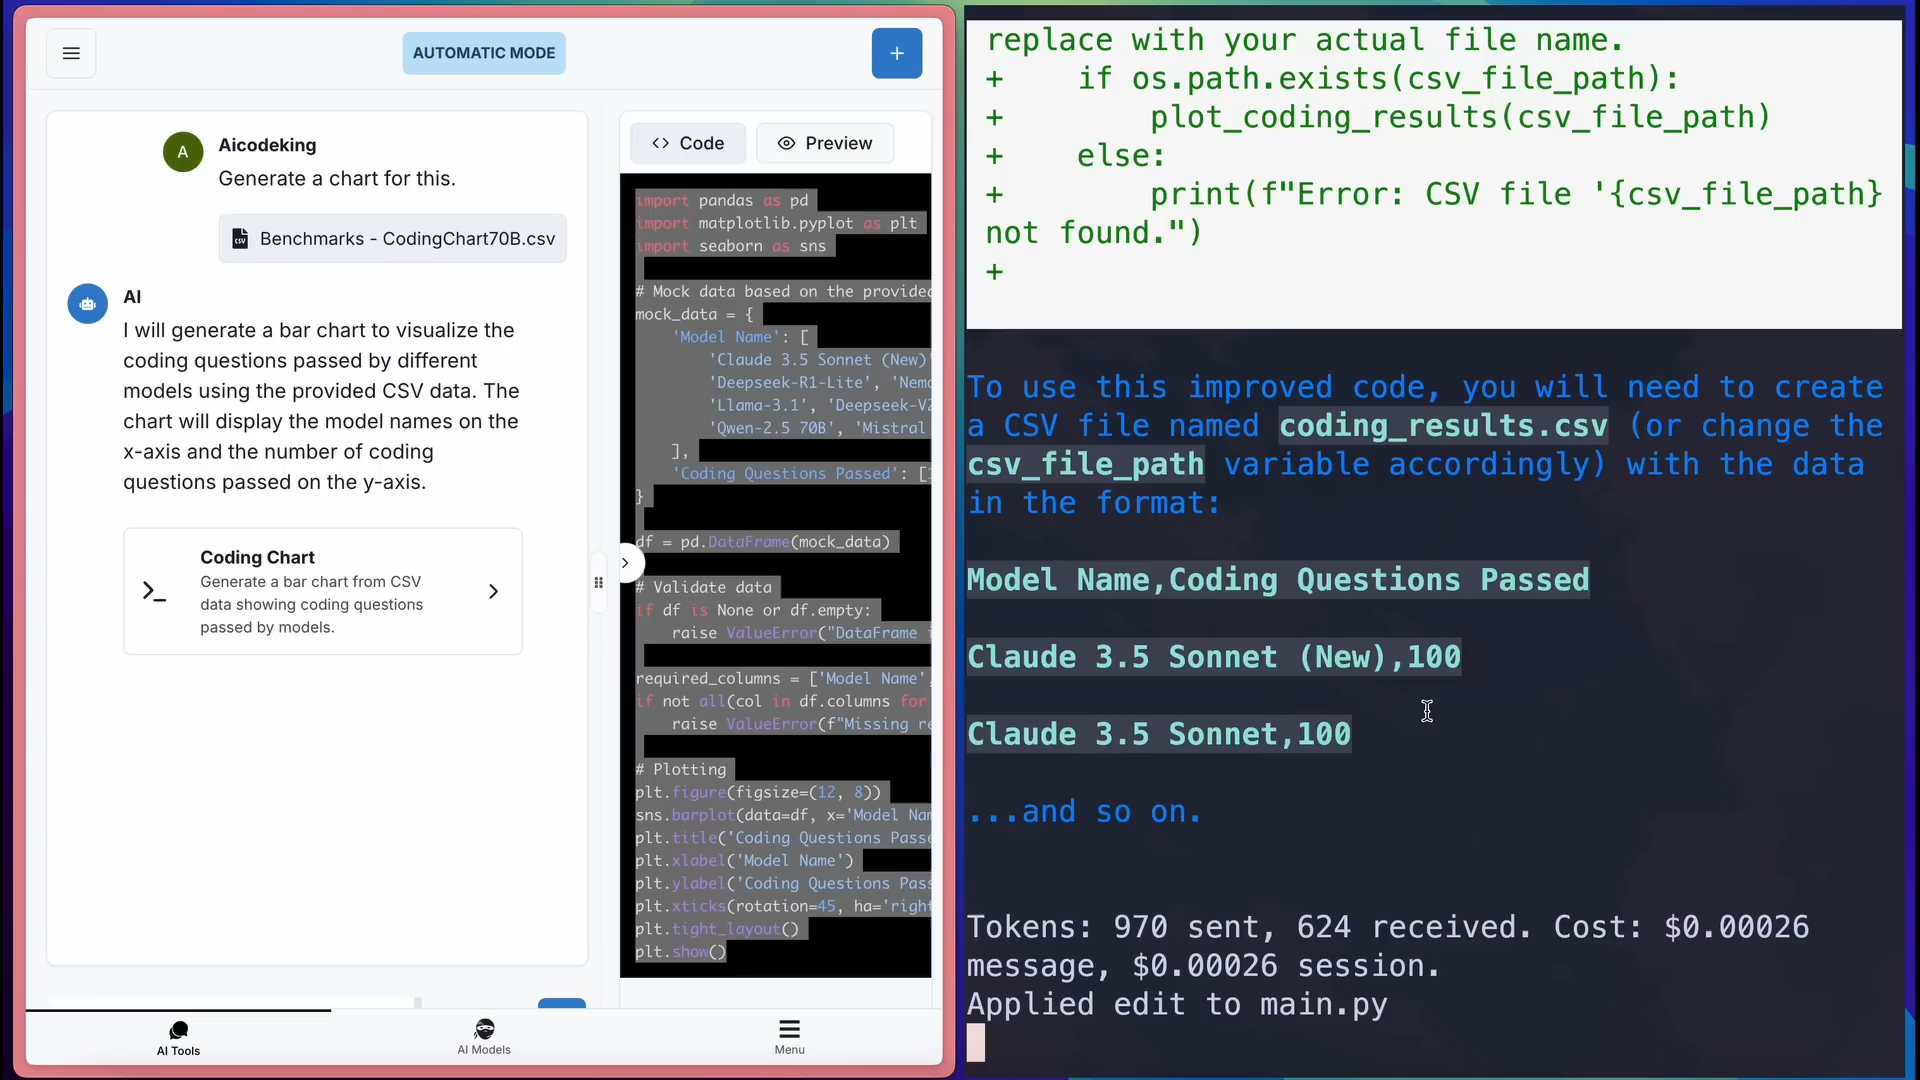 AUTOMATIC MODE
+
A
Aicodeking
Generate a chart for this.
Benchmarks - CodingChart70B.csv
AI
I will generate a bar chart to visualize the
coding questions passed by different
models using the provided CSV data. The
chart will display the model names on the
x-axis and the number of coding
questions passed on the y-axis.
Coding Chart
Generate a bar chart from CSV
data showing coding questions
passed by models.
Code
Preview
import pandas as pd
import matplotlib.pyplot as plt
import seaborn as sns
# Mock data based on the provided
mock_data = {
'Model Name': [
'Claude 3.5 Sonnet (New)'
'Deepseek-R1-Lite', 'Nemo
'Llama-3.1', 'Deepseek-V2
'Qwen-2.5 70B', 'Mistral
],
'Coding Questions Passed': [
}
df = pd.DataFrame(mock_data)
# Validate data
if df is None or df.empty:
raise ValueError("DataFrame
required_columns = ['Model Name',
if not all(col in df.columns for
raise ValueError(f"Missing re
# Plotting
plt.figure(figsize=(12, 8))
sns.barplot(data=df, x='Model Nam
plt.title('Coding Questions Passe
plt.xlabel('Model Name')
plt.ylabel('Coding Questions Pass
plt.xticks(rotation=45, ha='right
plt.tight_layout()
plt.show()
AI Tools
AI Models
Menu
replace with your actual file name.
+     if os.path.exists(csv_file_path):
+         plot_coding_results(csv_file_path)
+     else:
+         print(f"Error: CSV file '{csv_file_path}
not found.")
+
To use this improved code, you will need to create
a CSV file named coding_results.csv (or change the
csv_file_path variable accordingly) with the data
in the format:
Model Name,Coding Questions Passed
Claude 3.5 Sonnet (New),100
Claude 3.5 Sonnet,100
...and so on.
Tokens: 970 sent, 624 received. Cost: $0.00026
message, $0.00026 session.
Applied edit to main.py